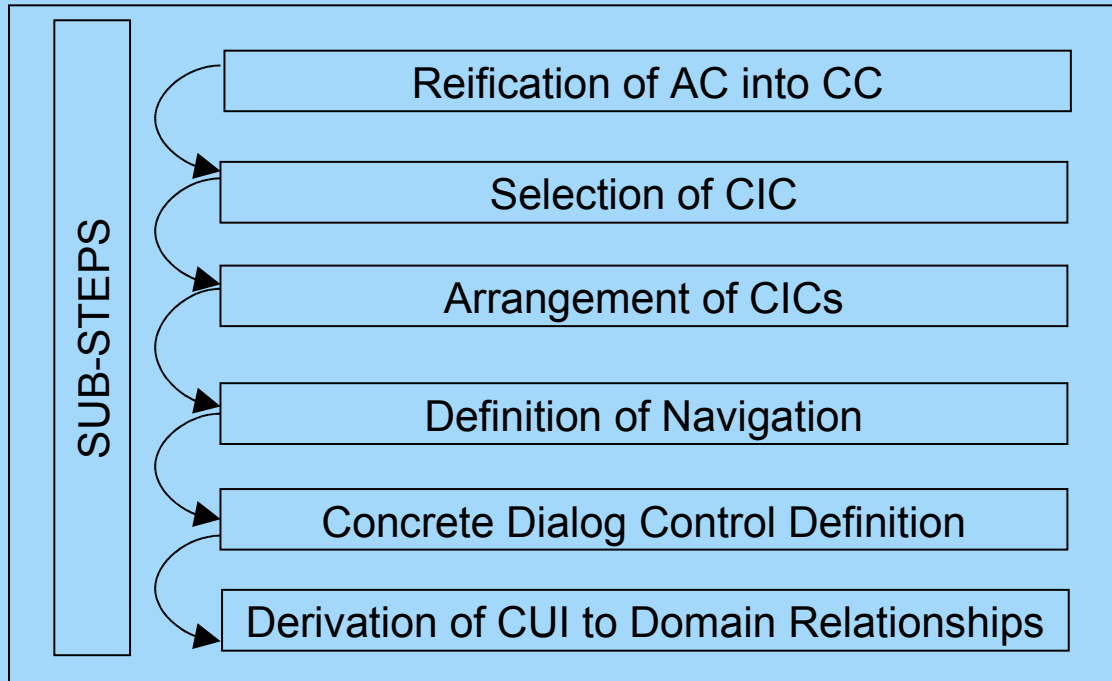 SUB-STEPS
Reification of AC into CC
Selection of CIC
Arrangement of CICs
Definition of Navigation
Concrete Dialog Control Definition
Derivation of CUI to Domain Relationships